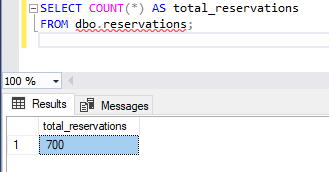 SELECT COUNT(*) AS total_reservations
FROM dbo.reservations;
100 %
Results Messages
total_reservations
1 700